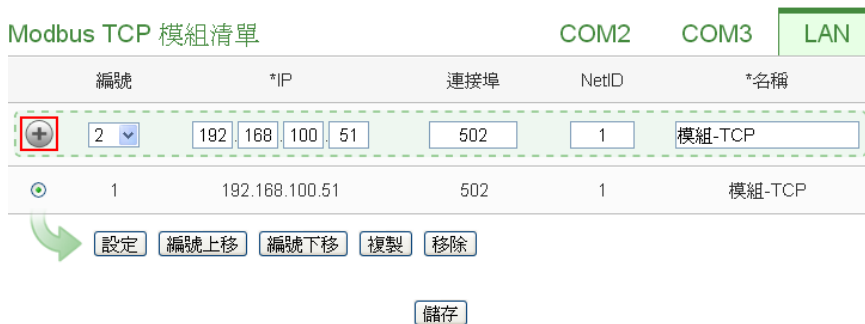 Modbus TCP 模組清單 COM2 COM3 LAN
編號 *IP 連接埠 NetID *名稱
2 192 . 168 . 100 . 51 502 1 模組-TCP
1 192.168.100.51 502 1 模組-TCP
設定 編號上移 編號下移 複製 移除
儲存